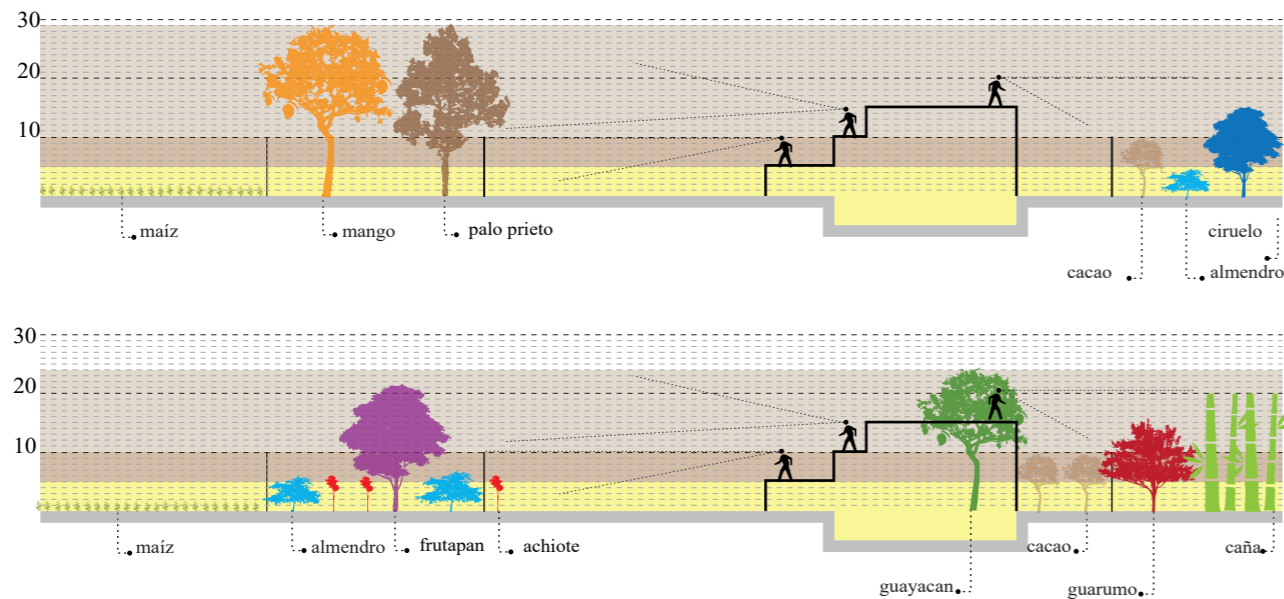 30
20
10
maíz
mango
palo prieto
ciruelo
cacao
almendro
30
20
10
maíz
almendro
frutapan
achiote
cacao
caña
guayacan
guarumo